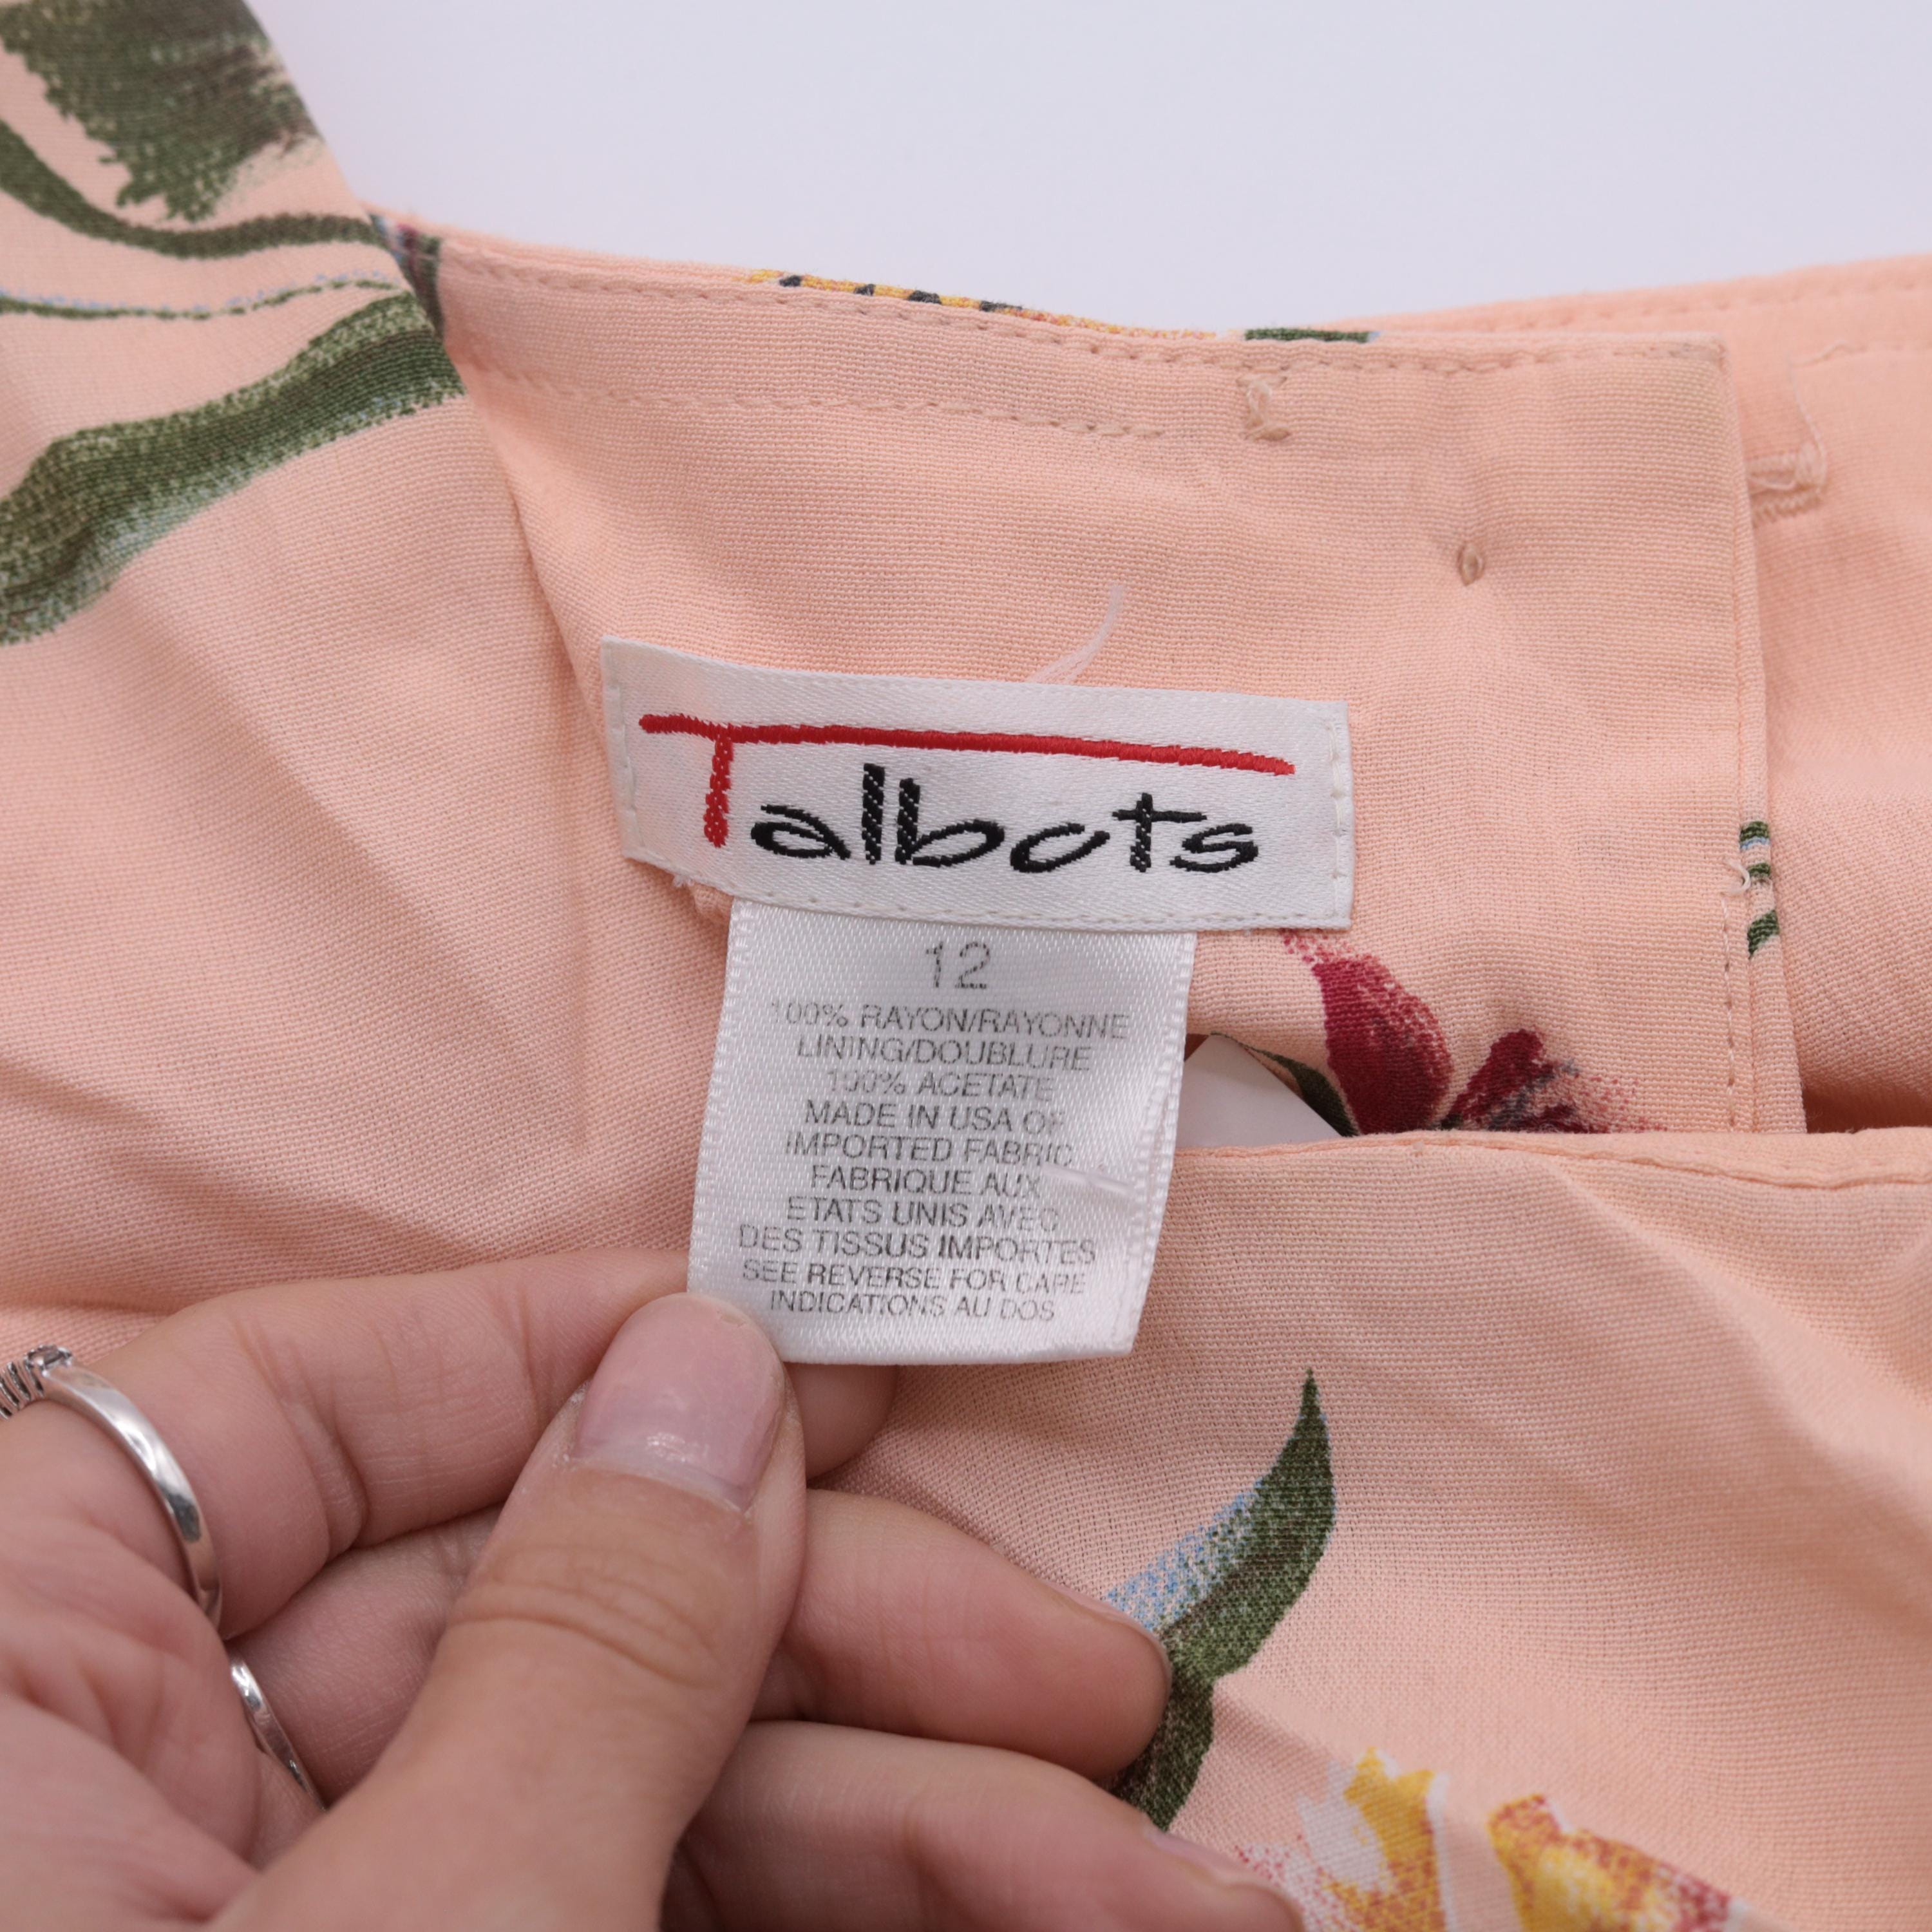 Talbots
12
100% RAYON/RAYONNE
LINING/DOUBLURE
100% ACETATE
MADE IN USA OF
IMPORTED FABRIC
FABRIQUE AUX
ETATS UNIS AVEC
DES TISSUS IMPORTES
SEE REVERSE FOR CARE
INDICATIONS AU DOS